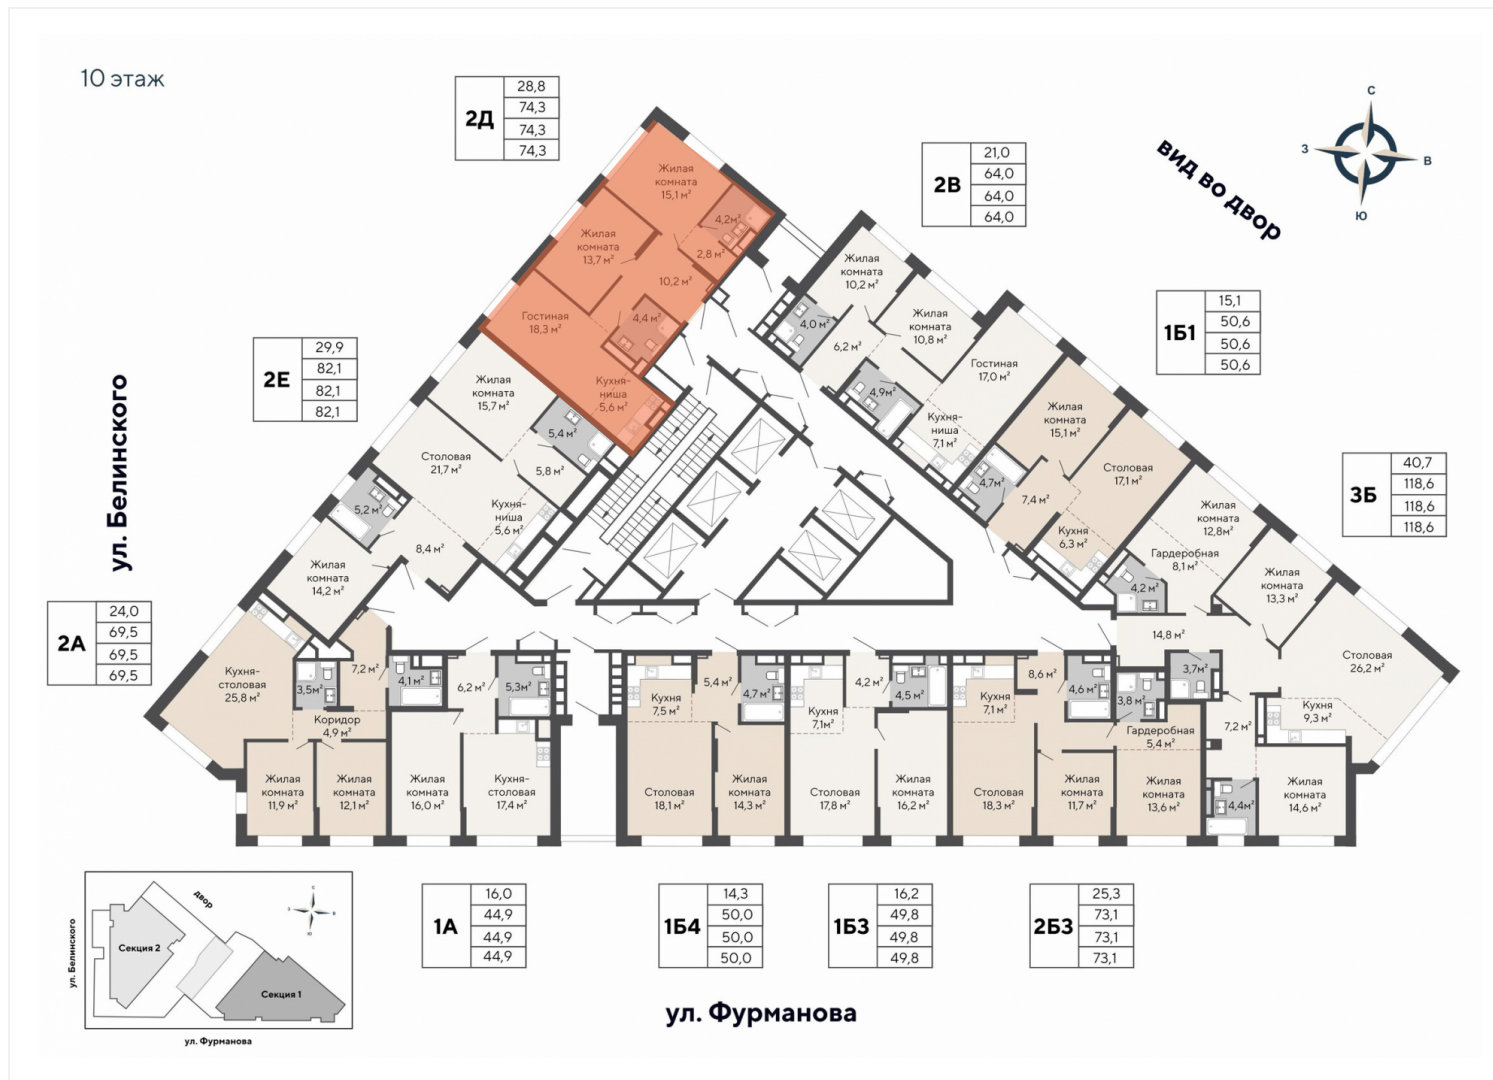 10 этаж
2Д
28,8
74,3
74,3
74,3
С
З
В
Ю
вид во двор
2В
21,0
64,0
64,0
64,0
Жилая
комната
15,1 м²
4,2м²
Жилая
комната
13,7 м²
2,8 м²
10,2 м²
Гостиная
18,3 м²
4,4 м²
Кухня-
ниша
5,6 м²
Жилая
комната
10,2 м²
4,0 м²
Жилая
комната
10,8 м²
6,2 м²
Гостиная
17,0 м²
4,9м²
Кухня-
ниша
7,1 м²
1Б1
15,1
50,6
50,6
50,6
2Е
29,9
82,1
82,1
82,1
ул. Белинского
Жилая
комната
15,7 м²
5,4 м²
Столовая
21,7 м²
5,8 м²
5,2 м²
Кухня-
ниша
5,6 м²
8,4 м²
Жилая
комната
14,2 м²
Жилая
комната
15,1 м²
Столовая
17,1 м²
4,7м²
7,4 м²
Кухня
6,3 м²
3Б
40,7
118,6
118,6
118,6
Жилая
комната
12,8м²
Гардеробная
8,1 м²
4,2 м²
Жилая
комната
13,3 м²
14,8 м²
Столовая
26,2 м²
3,7м²
7,2 м²
Кухня
9,3 м²
4,4м²
Жилая
комната
14,6 м²
2А
24,0
69,5
69,5
69,5
Кухня-
столовая
25,8 м²
3,5м²
7,2 м²
Коридор
4,9 м²
Жилая
комната
11,9 м²
Жилая
комната
12,1 м²
4,1 м²
6,2 м²
5,3м²
Жилая
комната
16,0 м²
Кухня-
столовая
17,4 м²
Кухня
7,5 м²
5,4 м²
4,7 м²
Столовая
18,1 м²
Жилая
комната
14,3 м²
Кухня
7,1м²
4,2 м²
4,5 м²
Столовая
17,8 м²
Жилая
комната
16,2 м²
Кухня
7,1 м²
8,6 м²
4,6 м²
3,8 м²
Гардеробная
5,4 м²
Столовая
18,3 м²
Жилая
комната
11,7 м²
Жилая
комната
13,6 м²
1А
16,0
44,9
44,9
44,9
1Б4
14,3
50,0
50,0
50,0
1Б3
16,2
49,8
49,8
49,8
2Б3
25,3
73,1
73,1
73,1
ул. Фурманова
двор
С
З
В
Ю
Секция 2
Секция 1
ул. Белинского
ул. Фурманова